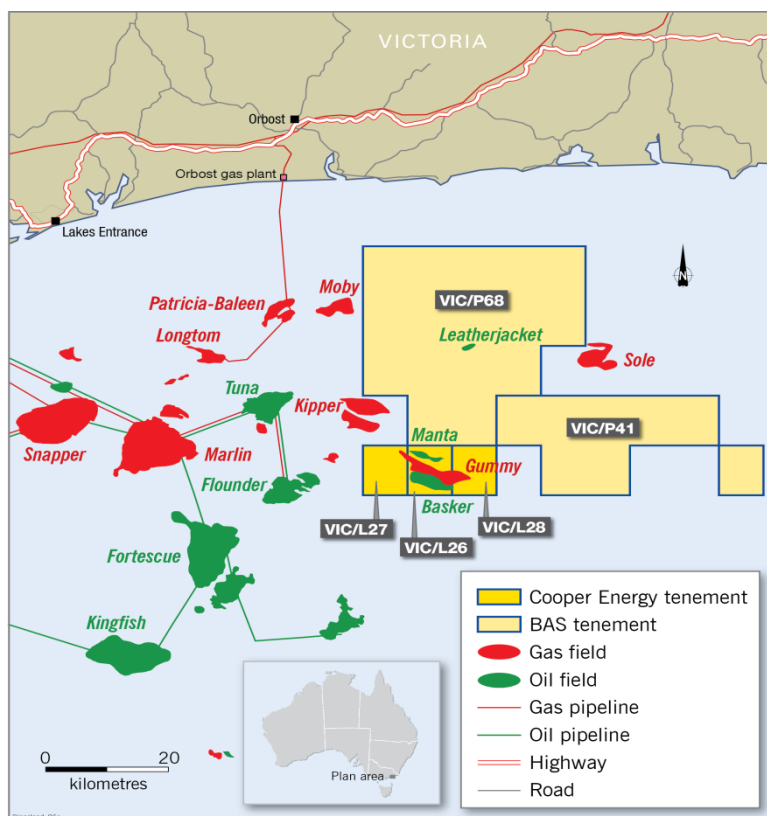 VICTORIA
Orbost
Orbost gas plant
Lakes Entrance
N
VIC/P68
Moby
Patricia-Baleen
Leatherjacket
Longtom
Sole
Tuna
Kipper
VIC/P41
Manta
Snapper
Marlin
Gummy
Flounder
Basker
VIC/L27
VIC/L28
VIC/L26
Fortescue
Kingfish
Cooper Energy tenement
BAS tenement
Gas field
Oil field
Gas pipeline
Oil pipeline
Highway
Road
0 20
kilometres
Plan area